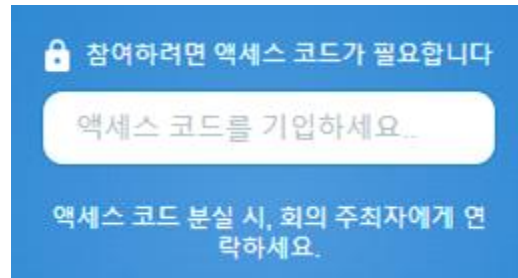 참여하려면 액세스 코드가 필요합니다
액세스 코드를 기입하세요..
액세스 코드 분실 시, 회의 주최자에게 연
락하세요.